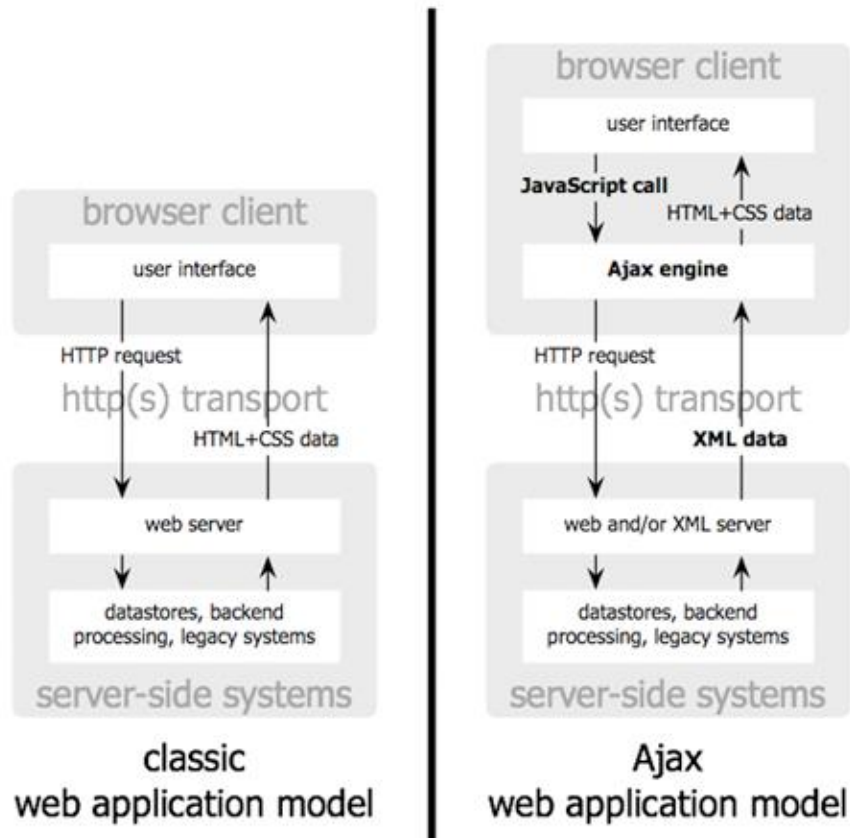 browser client
user interface
HTTP request
http(s) transport
HTML+CSS data
web server
datastores, backend
processing, legacy systems
server-side systems
classic
web application model
browser client
user interface
JavaScript call
HTML+CSS data
Ajax engine
HTTP request
http(s) transport
XML data
web and/or XML server
datastores, backend
processing, legacy systems
server-side systems
Ajax
web application model